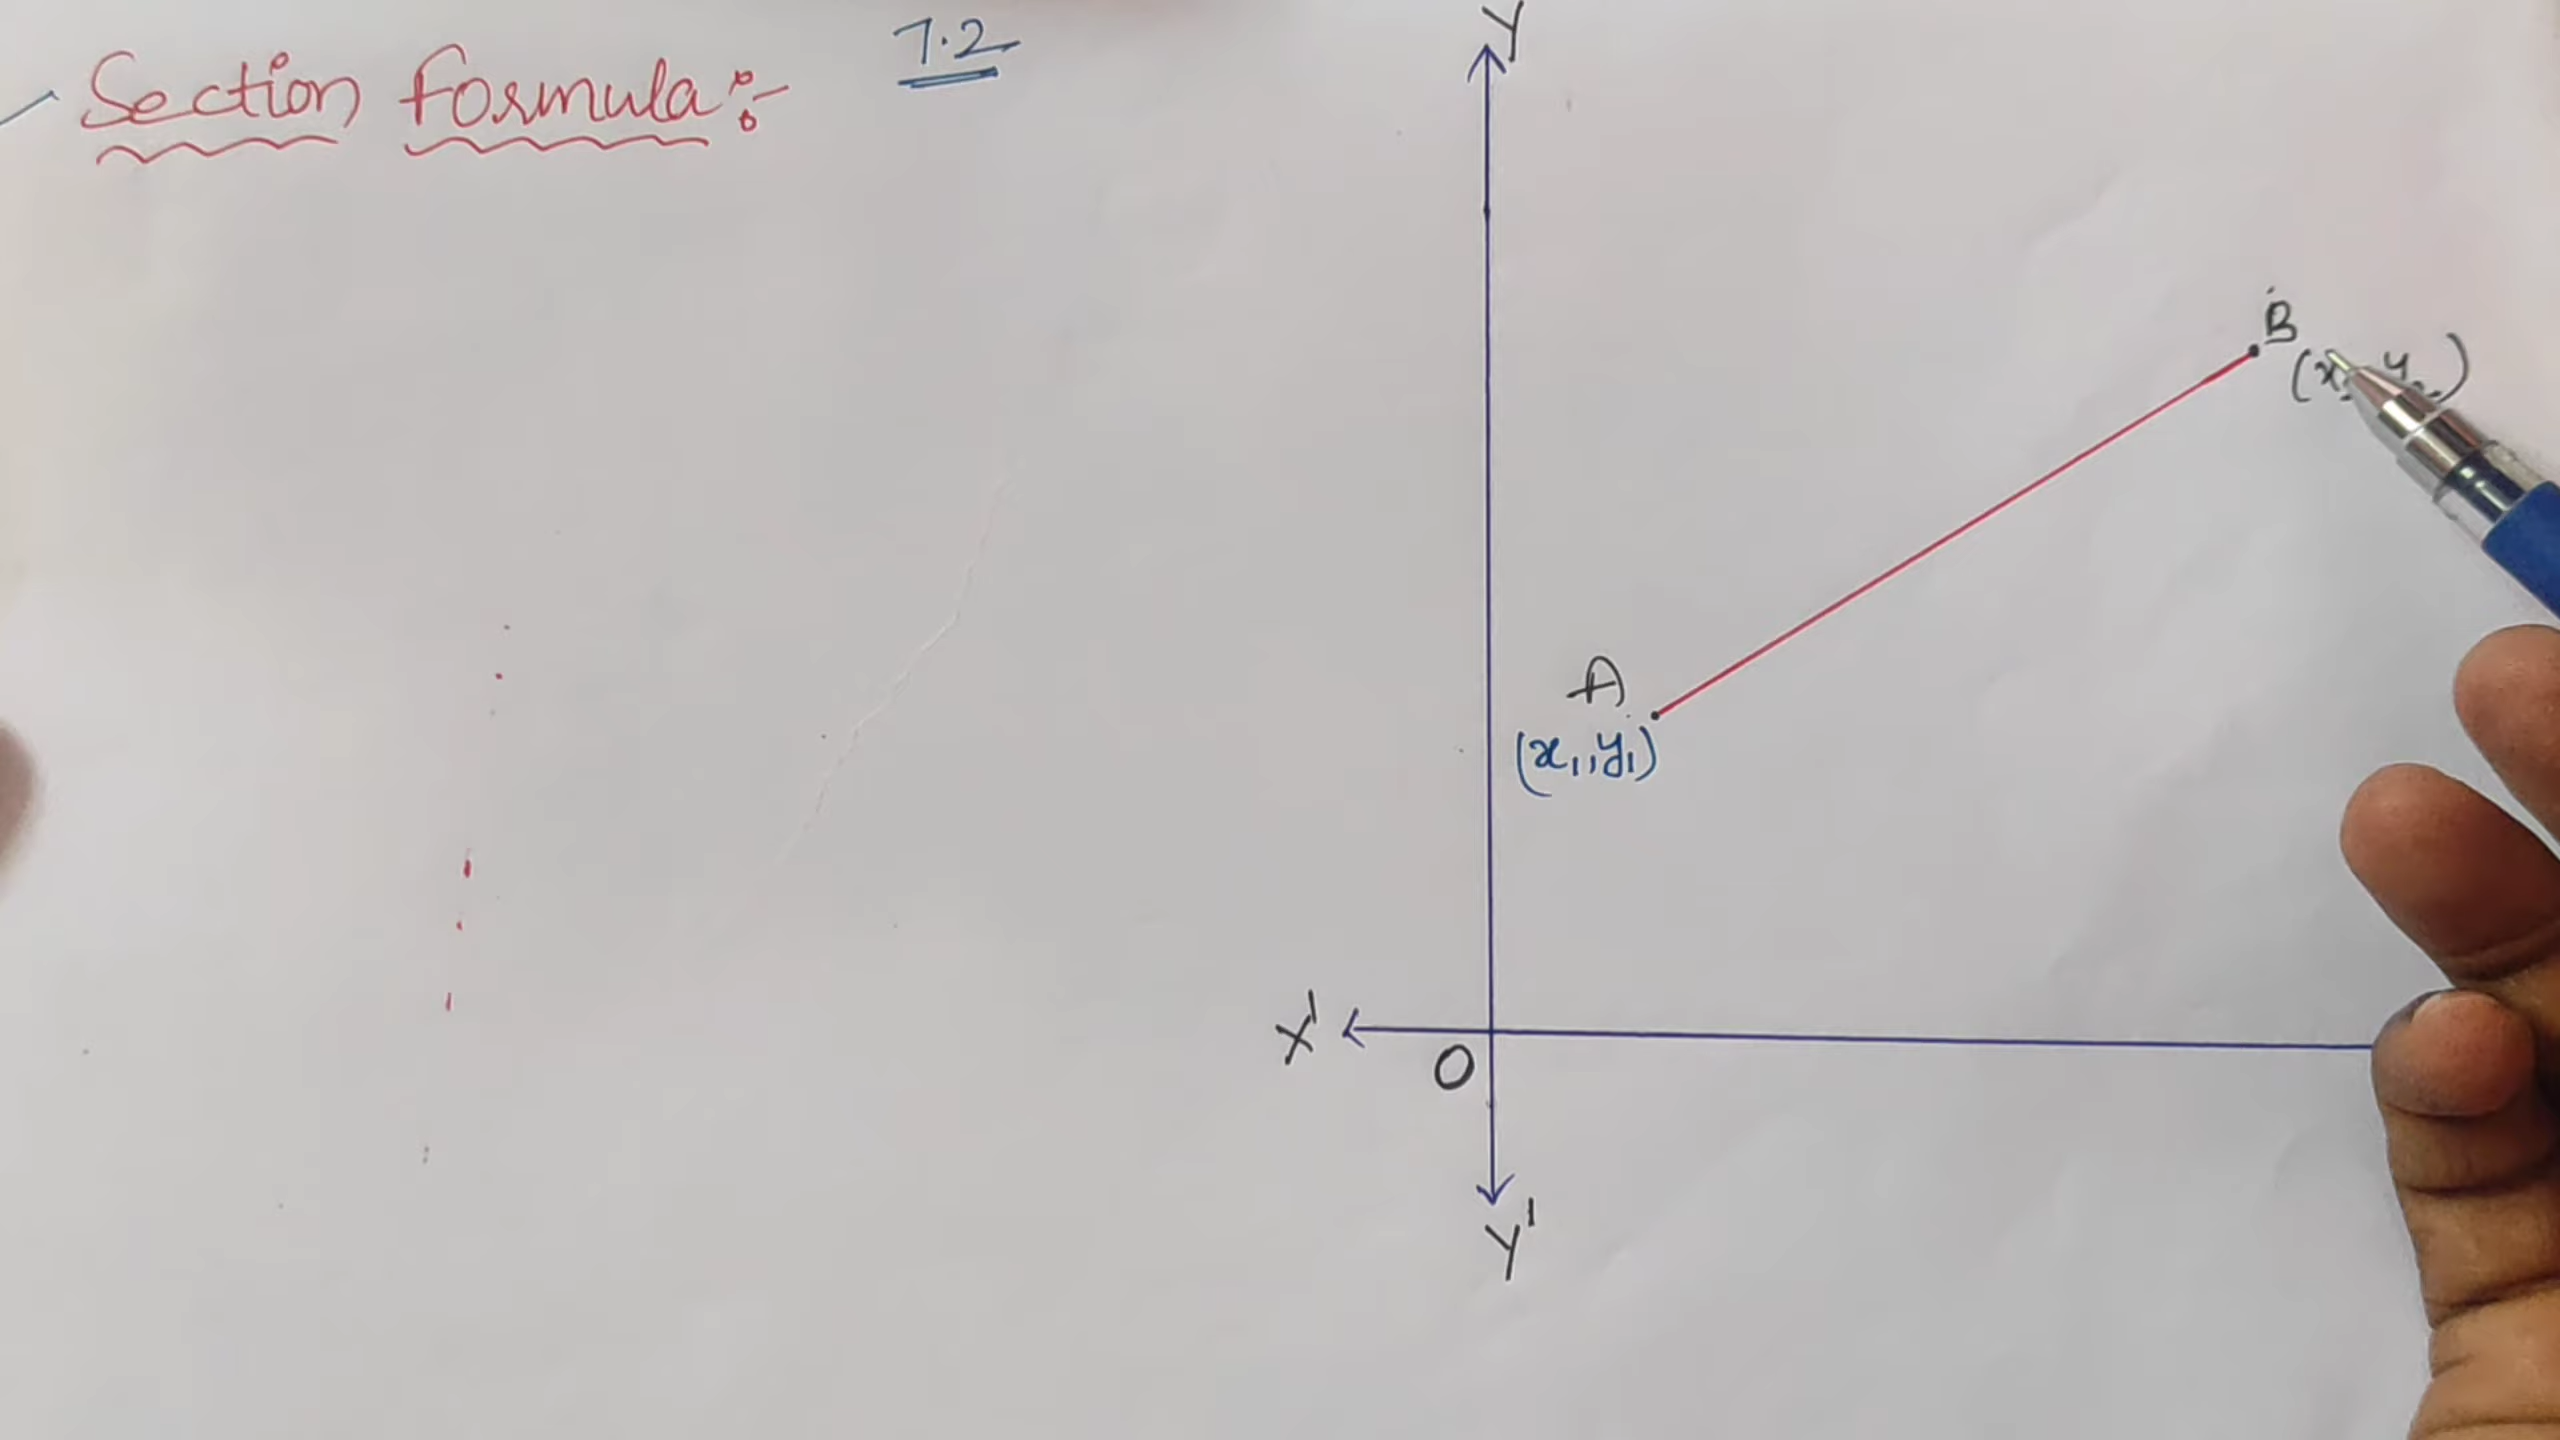 Section formula:-
7.2
Y
B
(x₂, y₂)
A
(x₁, y₁)
X'
O
Y'